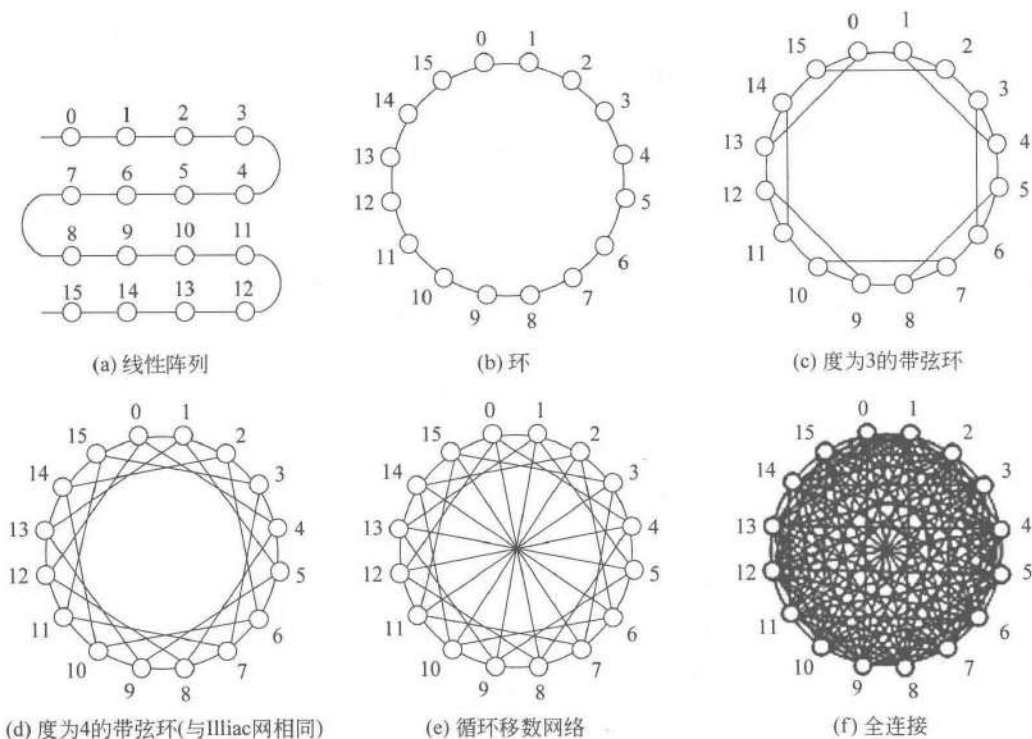 0 1 2 3
7 6 5 4
8 9 10 11
15 14 13 12
(a) 线性阵列
0 1 2 3 4 5 6 7 8 9 10 11 12 13 14 15
(b) 环
0 1 2 3 4 5 6 7 8 9 10 11 12 13 14 15
(c) 度为3的带弦环
0 1 2 3 4 5 6 7 8 9 10 11 12 13 14 15
(d) 度为4的带弦环(与Illiac网相同)
0 1 2 3 4 5 6 7 8 9 10 11 12 13 14 15
(e) 循环移数网络
0 1 2 3 4 5 6 7 8 9 10 11 12 13 14 15
(f) 全连接